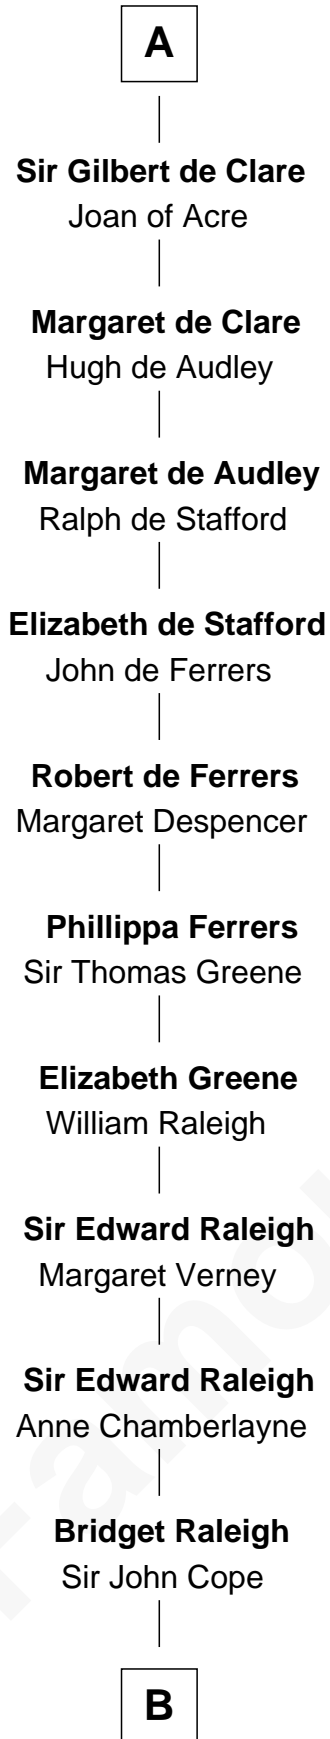 A
Sir Gilbert de Clare
Joan of Acre
Margaret de Clare
Hugh de Audley
Margaret de Audley
Ralph de Stafford
Elizabeth de Stafford
John de Ferrers
Robert de Ferrers
Margaret Despencer
Phillippa Ferrers
Sir Thomas Greene
Elizabeth Greene
William Raleigh
Sir Edward Raleigh
Margaret Verney
Sir Edward Raleigh
Anne Chamberlayne
Bridget Raleigh
Sir John Cope
B